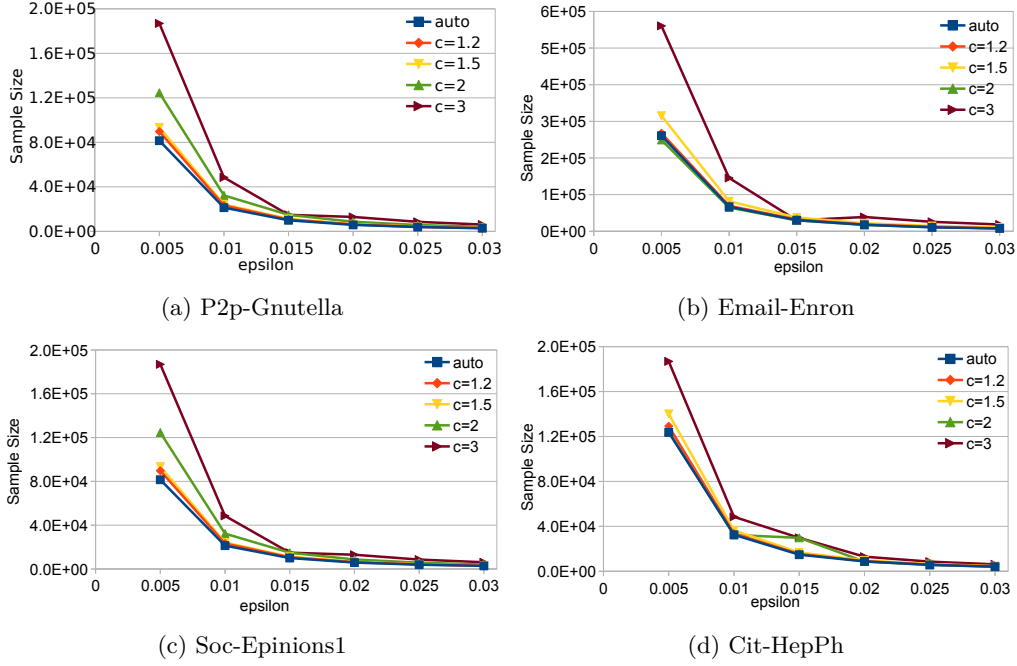 2.0E+05
1.6E+05
1.2E+05
8.0E+04
4.0E+04
0.0E+00
Sample Size
0 0.005 0.01 0.015 0.02 0.025 0.03
epsilon
auto
c=1.2
c=1.5
c=2
c=3
(a) P2p-Gnutella
6E+05
5E+05
4E+05
3E+05
2E+05
1E+05
0E+00
Sample Size
0 0.005 0.01 0.015 0.02 0.025 0.03
epsilon
auto
c=1.2
c=1.5
c=2
c=3
(b) Email-Enron
2.0E+05
1.6E+05
1.2E+05
8.0E+04
4.0E+04
0.0E+00
Sample Size
0 0.005 0.01 0.015 0.02 0.025 0.03
epsilon
auto
c=1.2
c=1.5
c=2
c=3
(c) Soc-Epinions1
2.0E+05
1.6E+05
1.2E+05
8.0E+04
4.0E+04
0.0E+00
Sample Size
0 0.005 0.01 0.015 0.02 0.025 0.03
epsilon
auto
c=1.2
c=1.5
c=2
c=3
(d) Cit-HepPh